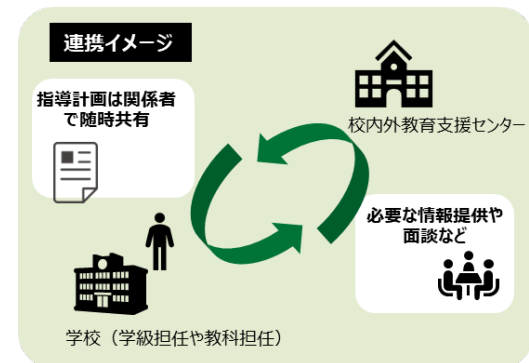 連携イメージ
指導計画は関係者
で随時共有
校内外教育支援センター
必要な情報提供や
面談など
学校（学級担任や教科担任）